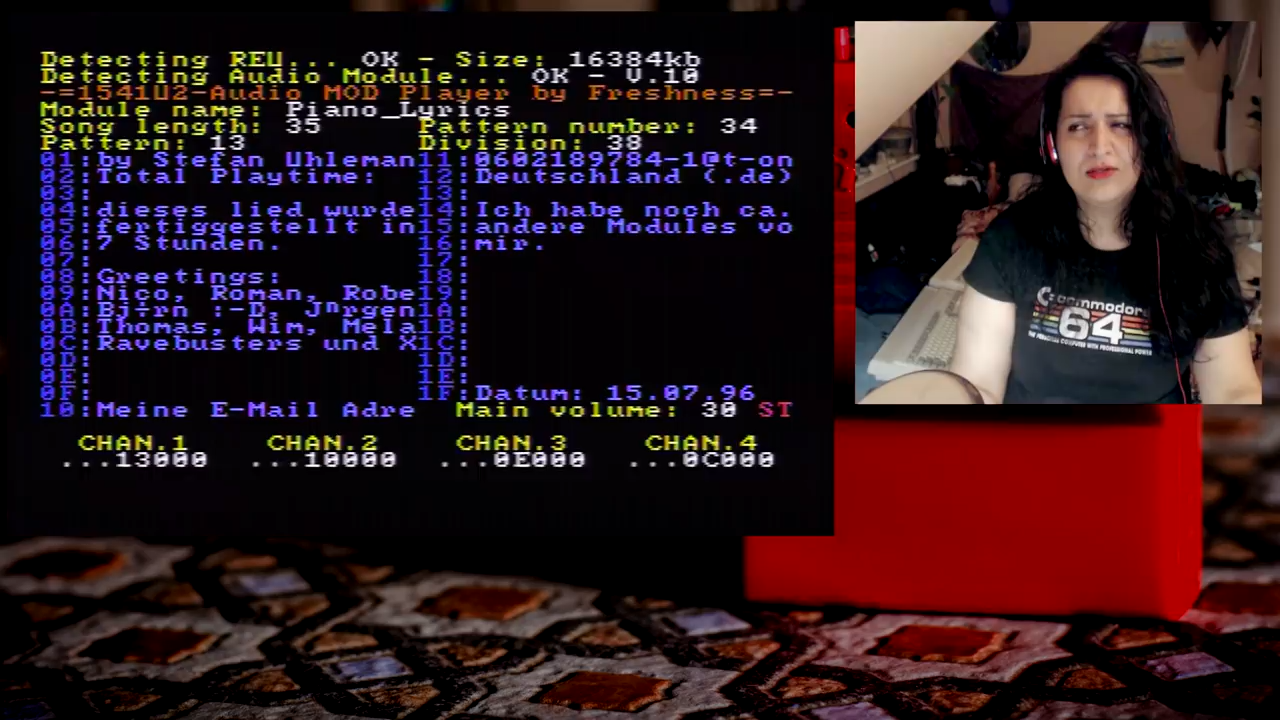 Detecting REU... OK - Size: 16384kb
Detecting Audio Module... OK - V.10
-=1541U2-Audio MOD Player by Freshness=-
Module name: Piano_Lyrics
Song length: 35 Pattern number: 34
Pattern: 13 Division: 38
01:by Stefan Uhleman11:0602189784-1@t-on
02:Total Playtime: 12:Deutschland (.de)
03: 13:
04:dieses lied wurde14:Ich habe noch ca.
05:fertiggestellt in15:andere Modules vo
06:7 Stunden. 16:mir.
07: 17:
08:Greetings: 18:
09:Nico, Roman, Robe19:
0A:Bj÷rn :-D, JⁿrgenlA:
0B:Thomas, Wim, Mela1B:
0C:Ravebusters und X1C:
0D: 1D:
0E: 1E:
0F: 1F:Datum: 15.07.96
10:Meine E-Mail Adre Main volume: 30 ST
CHAN.1 CHAN.2 CHAN.3 CHAN.4
...13000 ...10000 ...0E000 ...0C000
Commodore
64